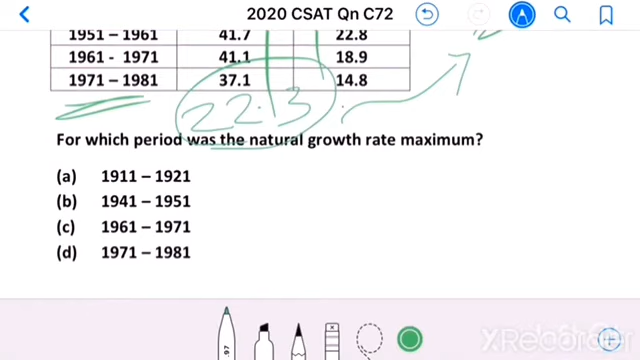 2020 CSAT Qn C72
1951 – 1961 41.7 22.8
1961 - 1971 41.1 18.9
1971 – 1981 37.1 14.8
22.3
For which period was the natural growth rate maximum?
(a) 1911 – 1921
(b) 1941 – 1951
(c) 1961 – 1971
(d) 1971 – 1981
.97
XRecorder